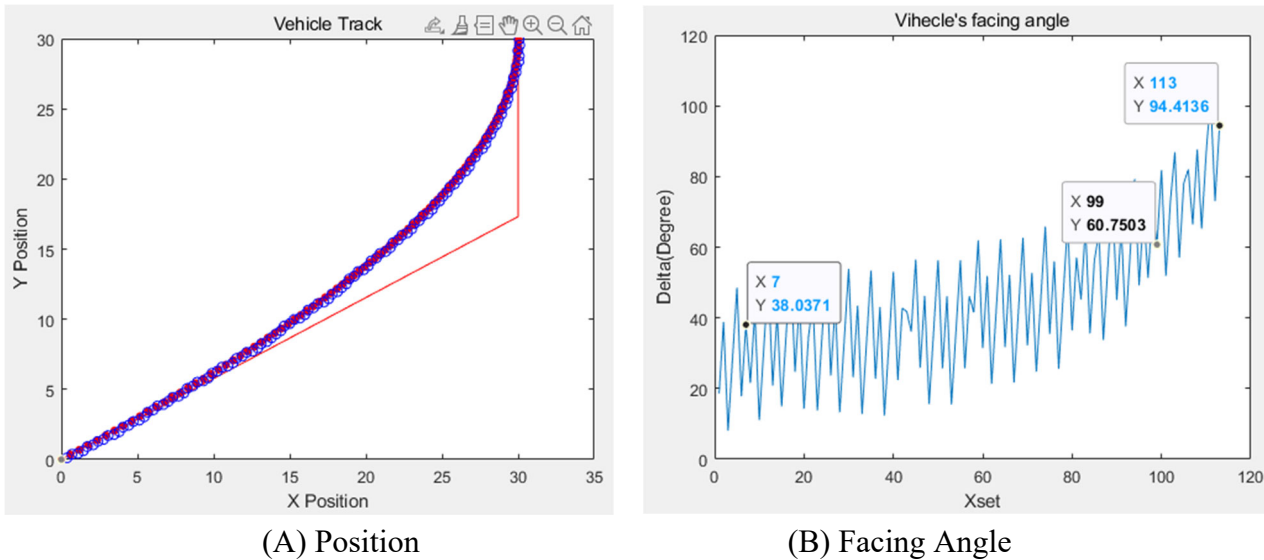 Vehicle Track
30
25
20
15
10
5
0
Y Position
0 5 10 15 20 25 30 35
X Position
(A) Position
Vihecle's facing angle
120
100
80
60
40
20
0
Delta(Degree)
X 7
Y 38.0371
X 99
Y 60.7503
X 113
Y 94.4136
0 20 40 60 80 100 120
Xset
(B) Facing Angle